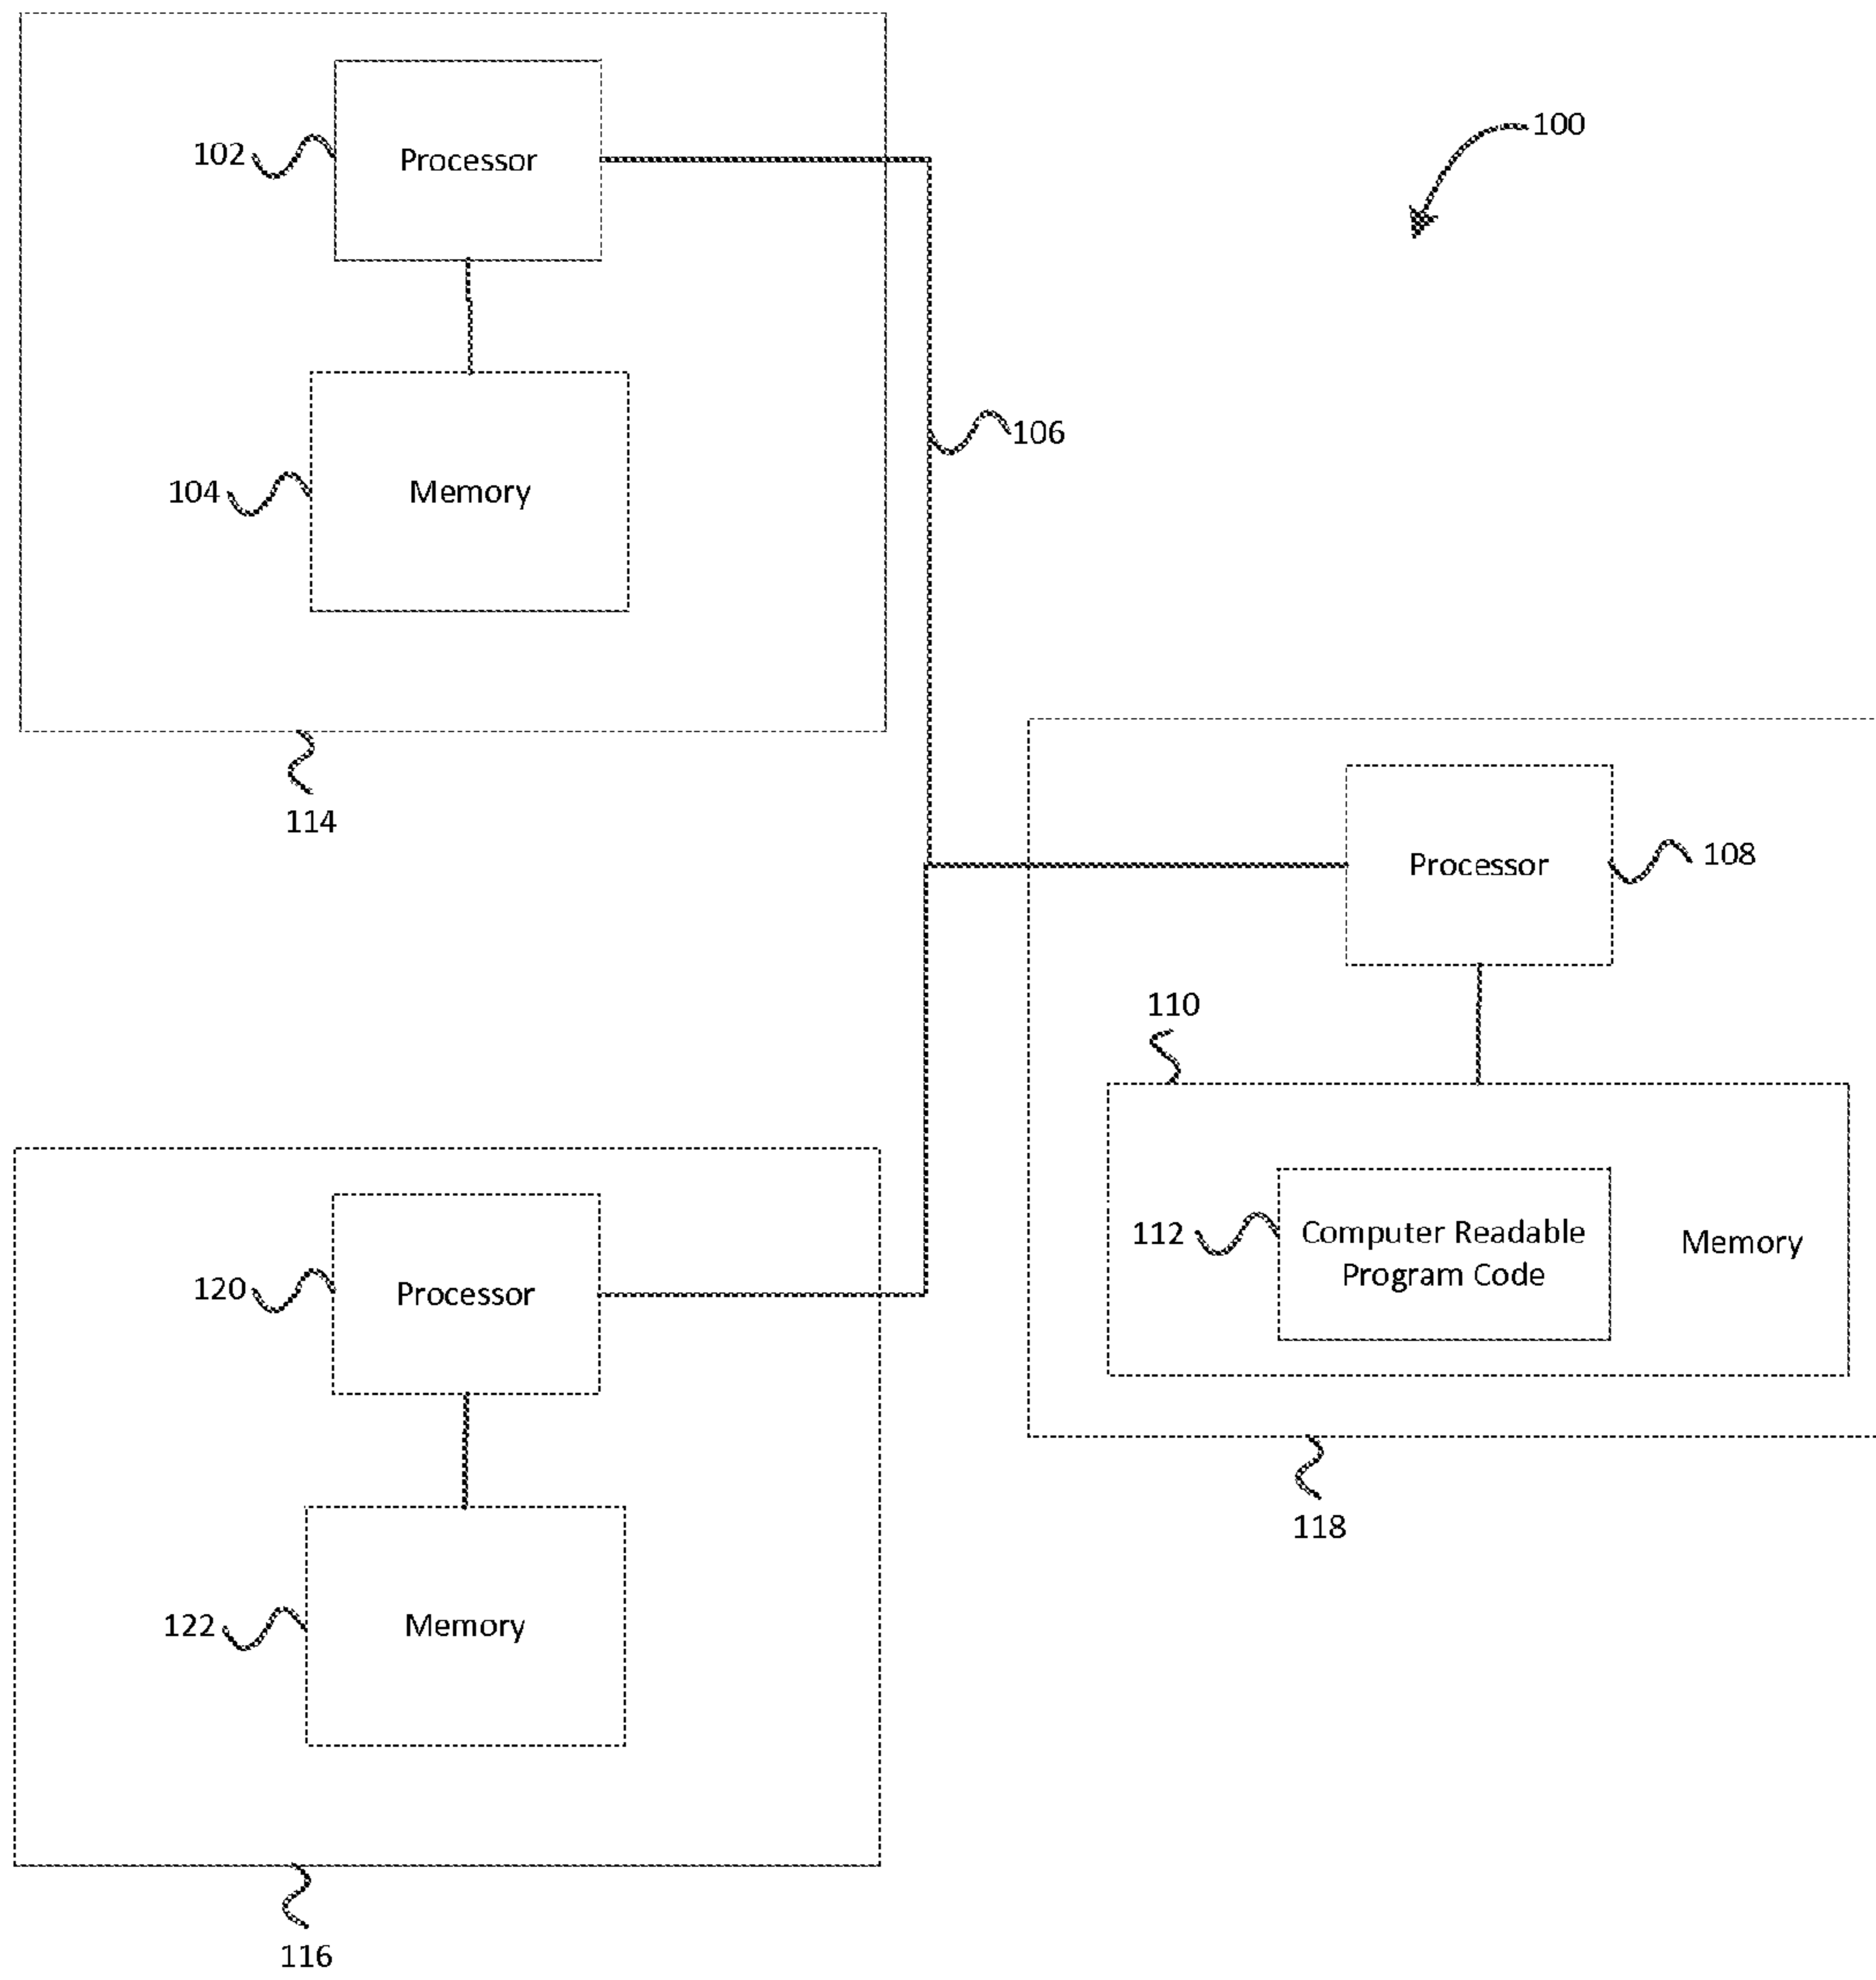 100
102
Processor
106
104
Memory
114
Processor
108
110
112
Computer Readable
Program Code
Memory
118
120
Processor
122
Memory
116